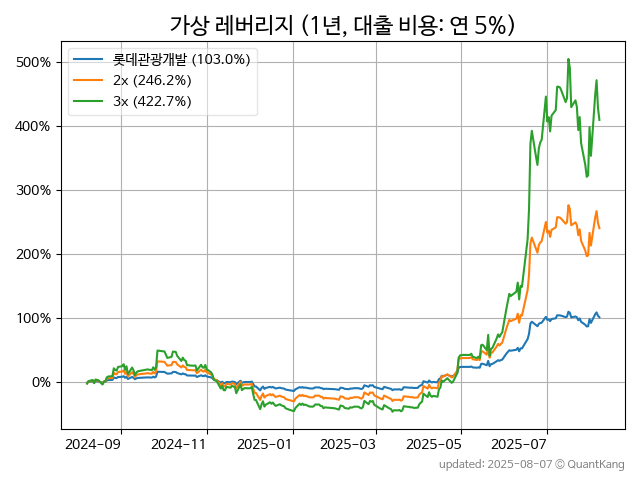 가상 레버리지 (1년, 대출 비용: 연 5%)
롯데관광개발 (103.0%)
2x (246.2%)
3x (422.7%)
500%
400%
300%
200%
100%
0%
2024-09 2024-11 2025-01 2025-03 2025-05 2025-07
updated: 2025-08-07 © QuantKang